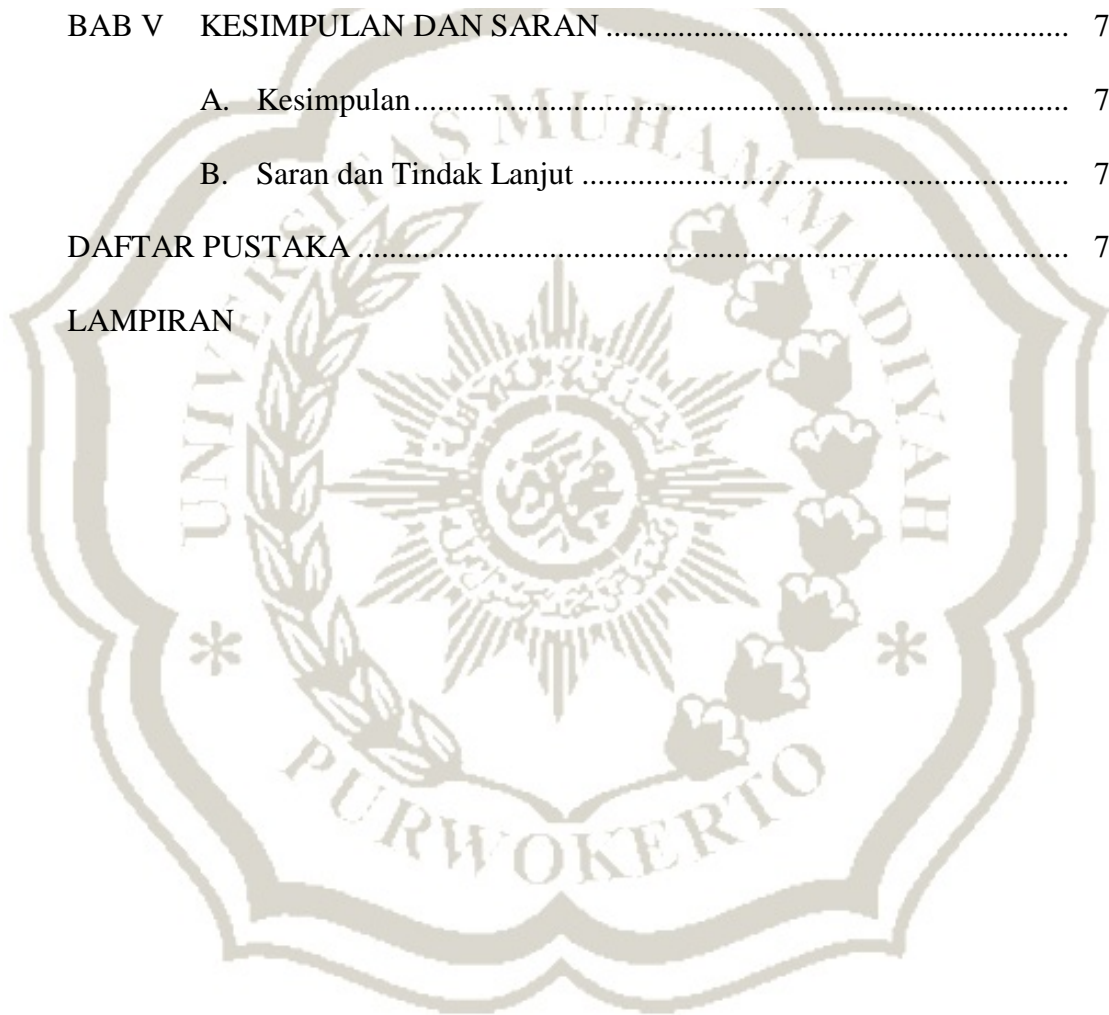 BAB V KESIMPULAN DAN SARAN ........................................................................ 7
A. Kesimpulan ........................................................................ 7
B. Saran dan Tindak Lanjut ........................................................................ 7
DAFTAR PUSTAKA ........................................................................ 7
LAMPIRAN
UNIVERSITAS MUHAMMADIYAH
PURWOKERTO